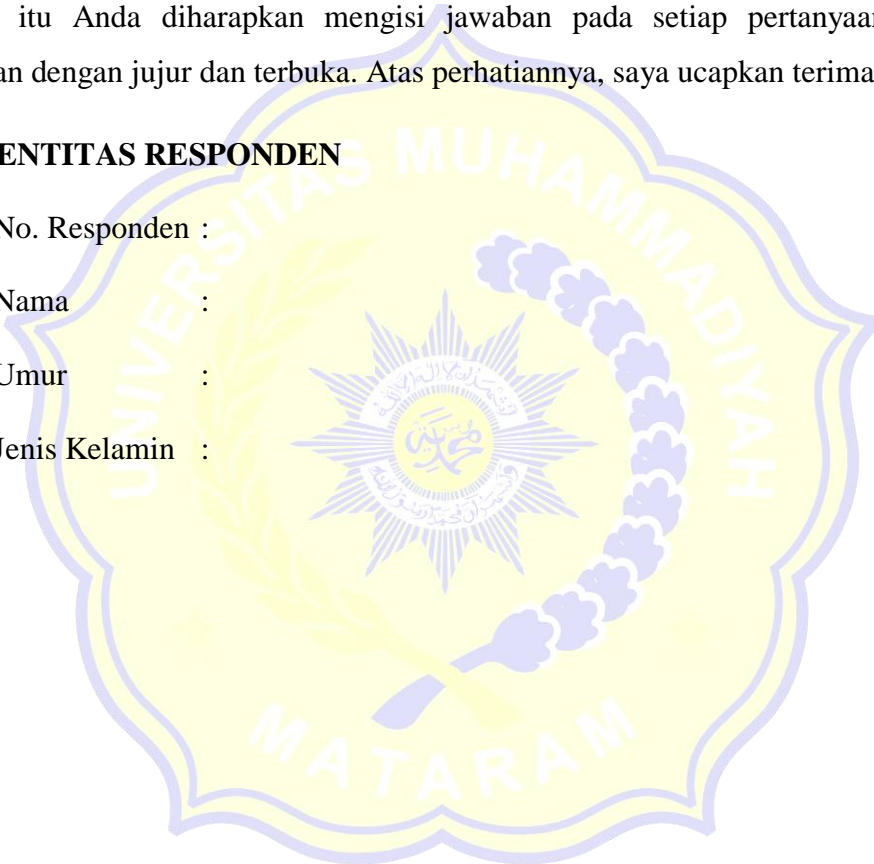 itu Anda diharapkan mengisi jawaban pada setiap pertanyaan
an dengan jujur dan terbuka. Atas perhatiannya, saya ucapkan terima
ENTITAS RESPONDEN
No. Responden :
Nama :
Umur :
Jenis Kelamin :
UNIVERSITAS MUHAMMADIYAH
MATARAM